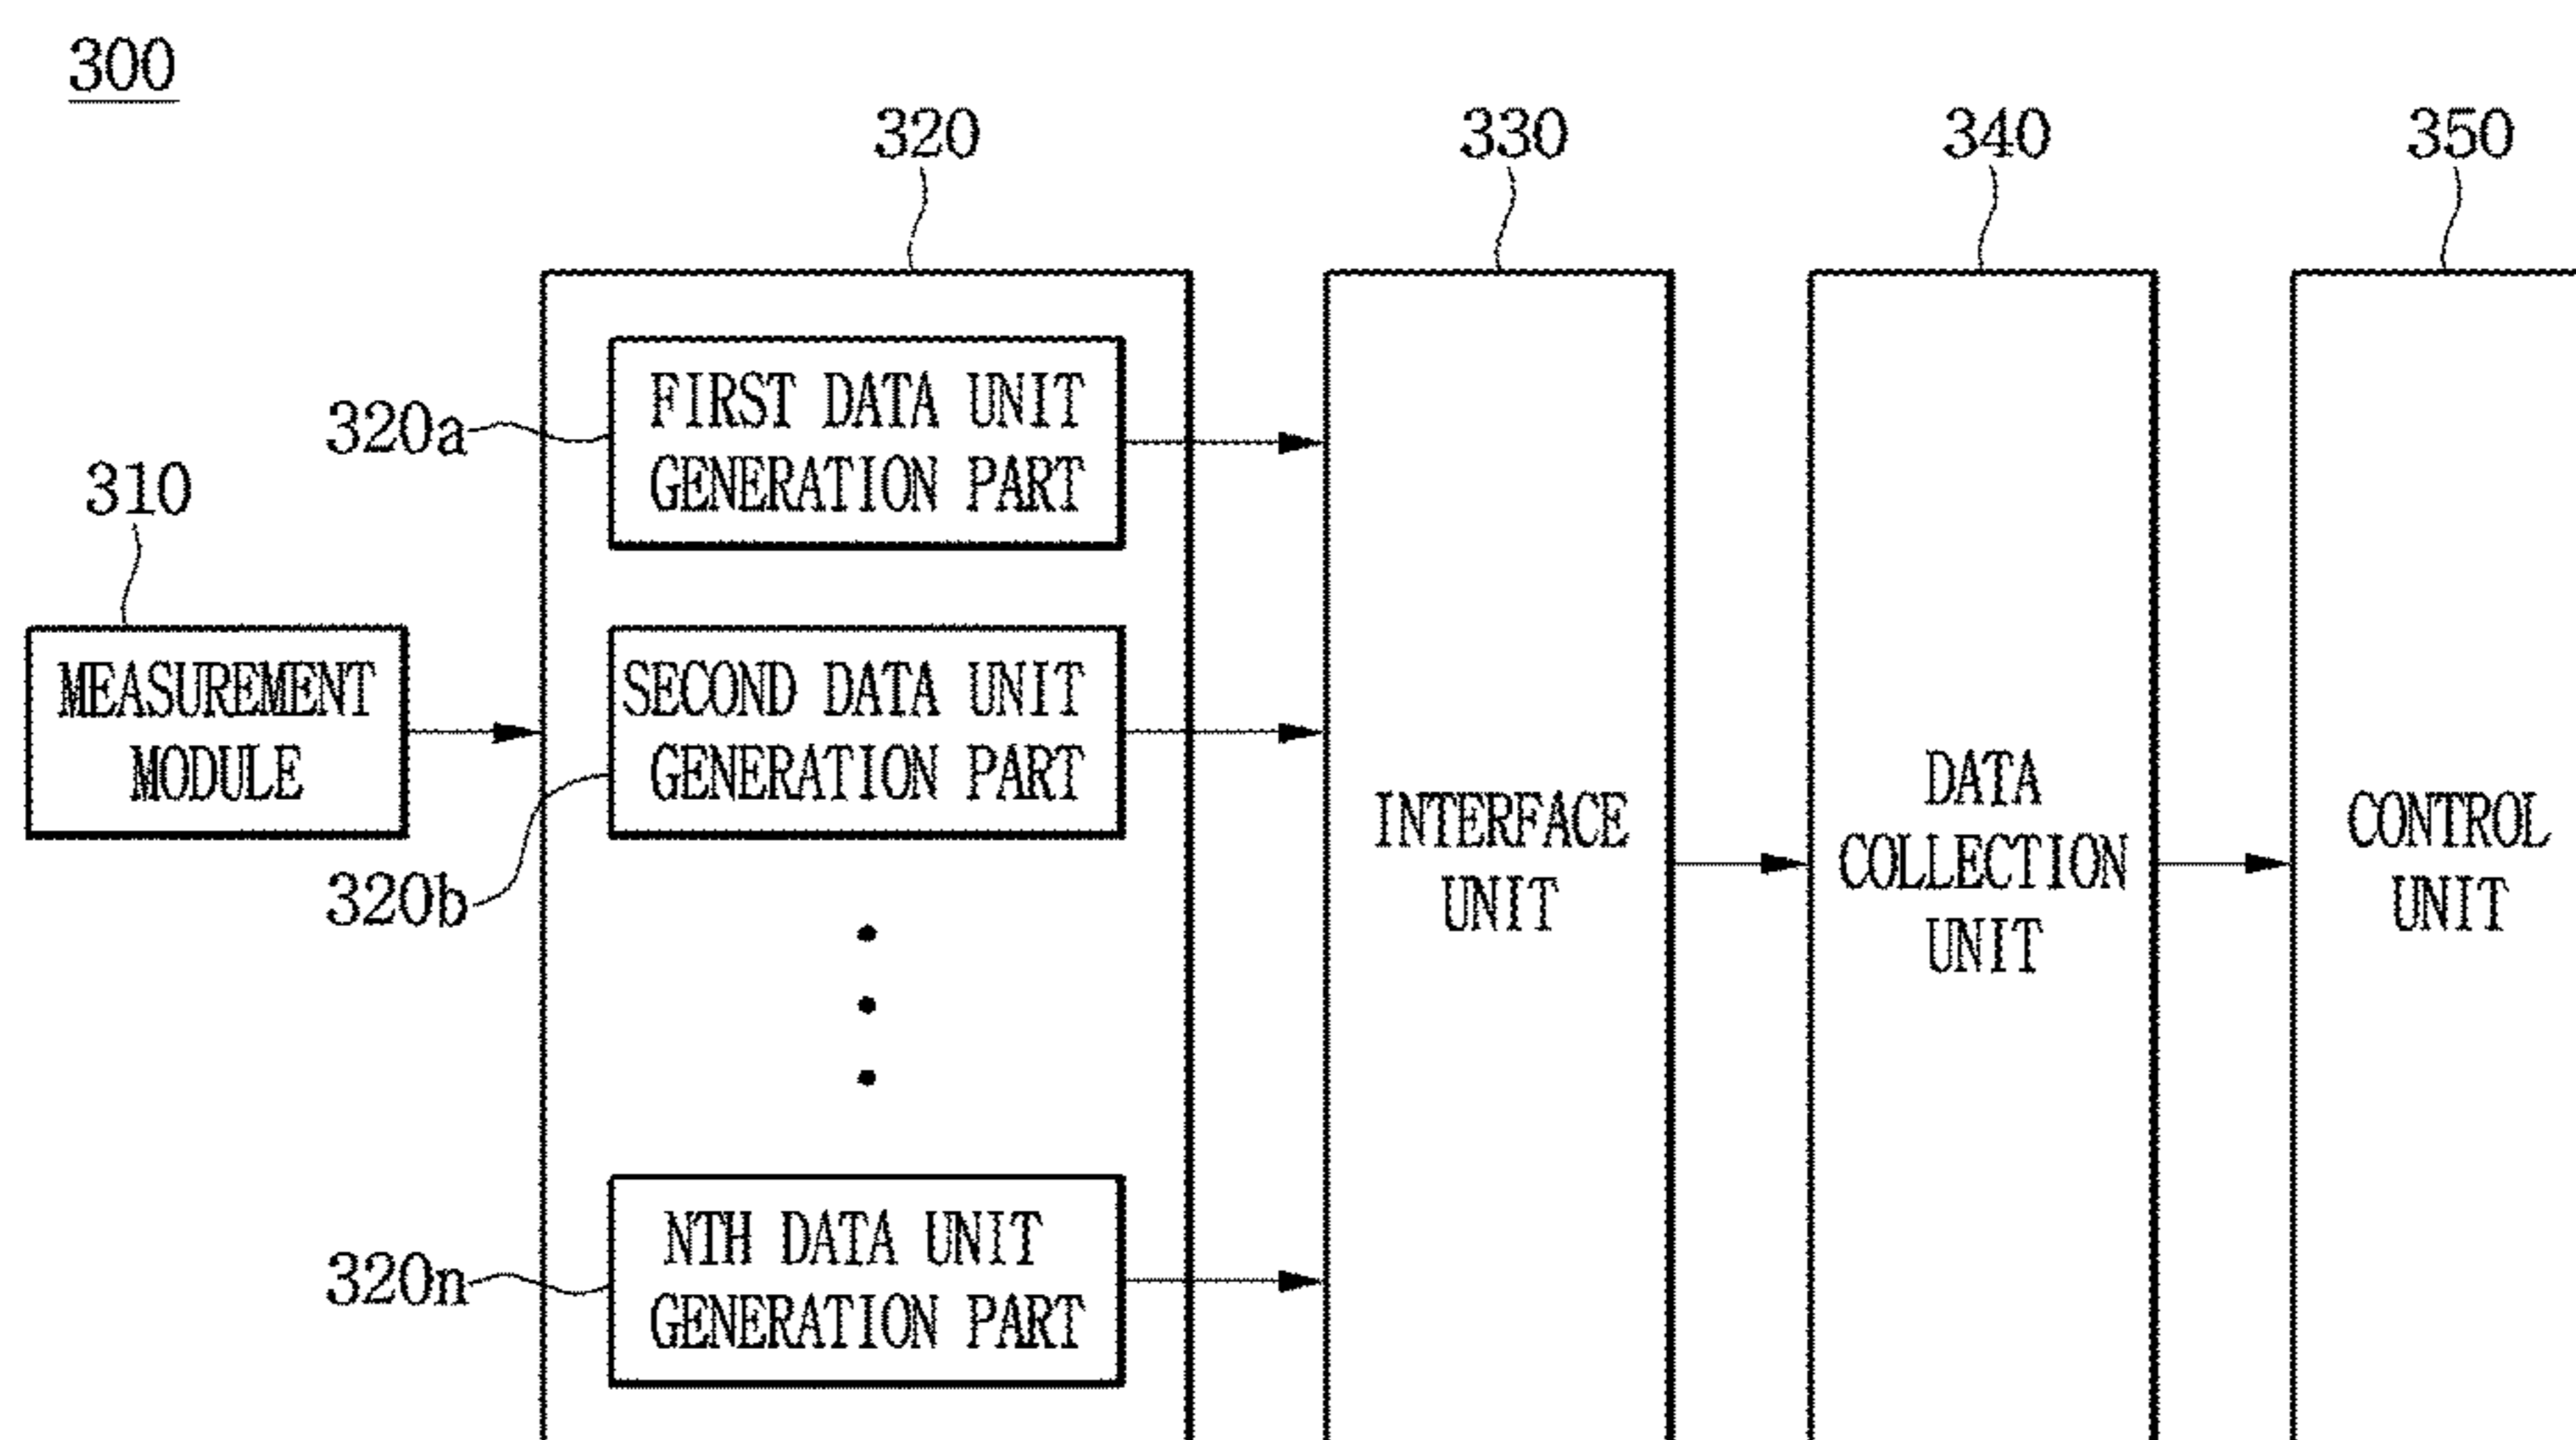 300
320
330
340
350
320a
FIRST DATA UNIT
GENERATION PART
310
MEASUREMENT
MODULE
SECOND DATA UNIT
GENERATION PART
320b
INTERFACE
UNIT
DATA
COLLECTION
UNIT
CONTROL
UNIT
320n
NTH DATA UNIT
GENERATION PART